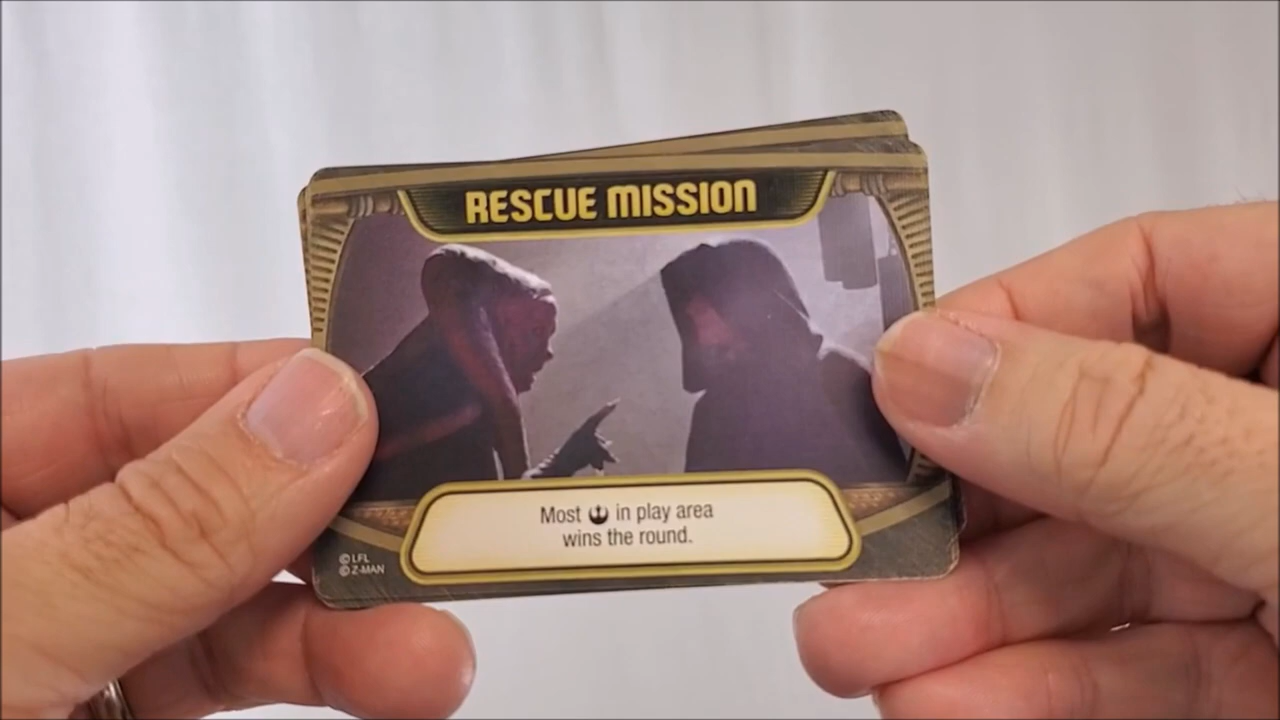 RESCUE MISSION
Most in play area
wins the round.
©LFL
©Z-MAN